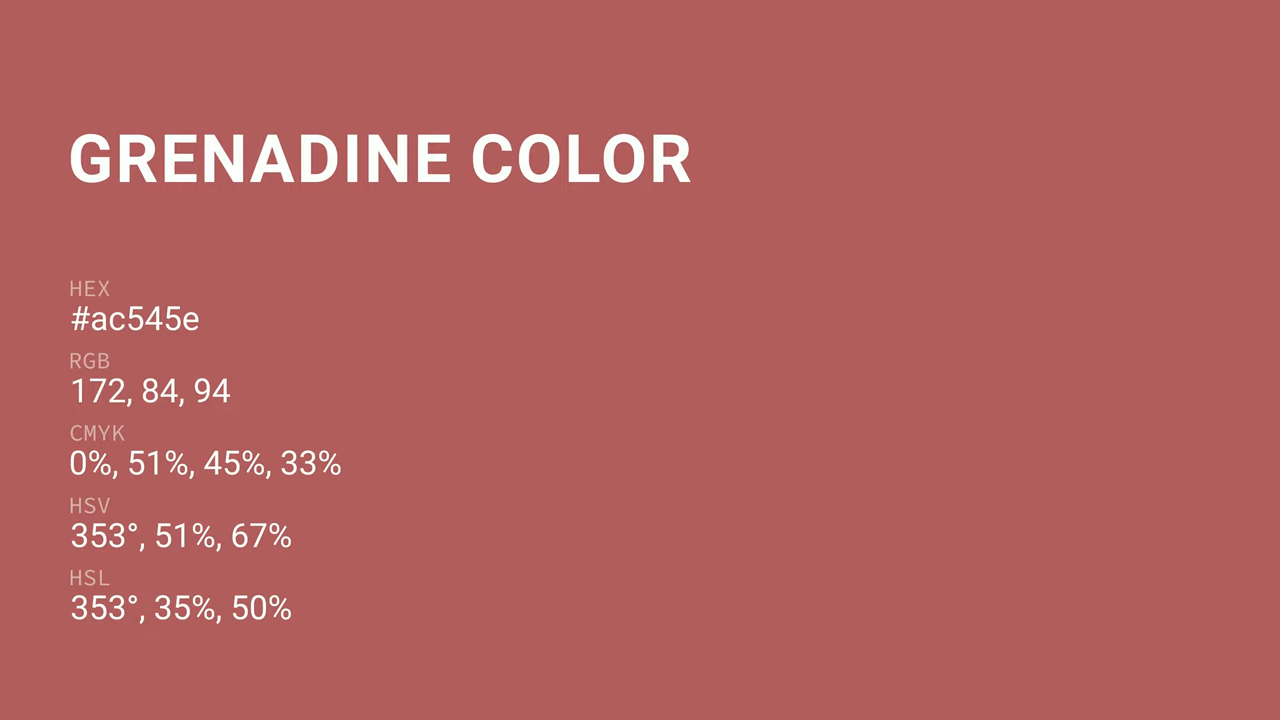 GRENADINE COLOR
HEX
#ac545e
RGB
172, 84, 94
CMYK
0%, 51%, 45%, 33%
HSV
353°, 51%, 67%
HSL
353°, 35%, 50%